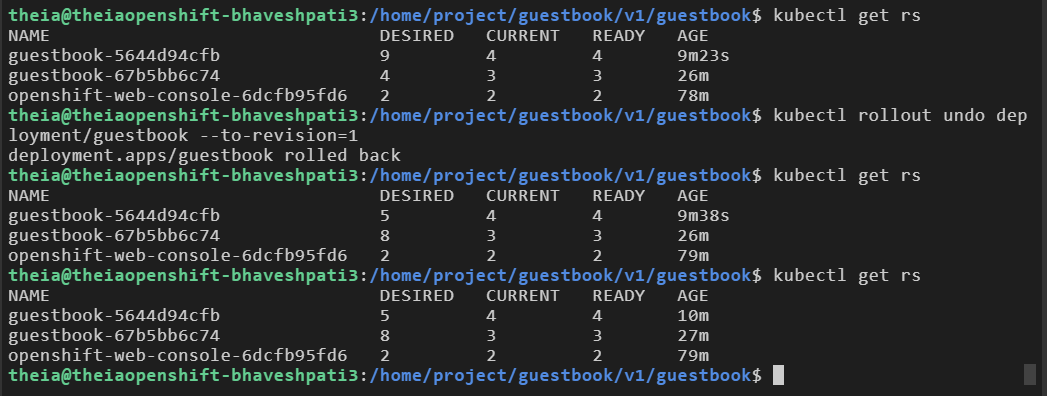 theia@theiaopenshift-bhaveshpati3:/home/project/guestbook/v1/guestbook$ kubectl get rs
NAME DESIRED CURRENT READY AGE
guestbook-5644d94cfb 9 4 4 9m23s
guestbook-67b5bb6c74 4 3 3 26m
openshift-web-console-6dcfb95fd6 2 2 2 78m
theia@theiaopenshift-bhaveshpati3:/home/project/guestbook/v1/guestbook$ kubectl rollout undo dep
loyment/guestbook --to-revision=1
deployment.apps/guestbook rolled back
theia@theiaopenshift-bhaveshpati3:/home/project/guestbook/v1/guestbook$ kubectl get rs
NAME DESIRED CURRENT READY AGE
guestbook-5644d94cfb 5 4 4 9m38s
guestbook-67b5bb6c74 8 3 3 26m
openshift-web-console-6dcfb95fd6 2 2 2 79m
theia@theiaopenshift-bhaveshpati3:/home/project/guestbook/v1/guestbook$ kubectl get rs
NAME DESIRED CURRENT READY AGE
guestbook-5644d94cfb 5 4 4 10m
guestbook-67b5bb6c74 8 3 3 27m
openshift-web-console-6dcfb95fd6 2 2 2 79m
theia@theiaopenshift-bhaveshpati3:/home/project/guestbook/v1/guestbook$